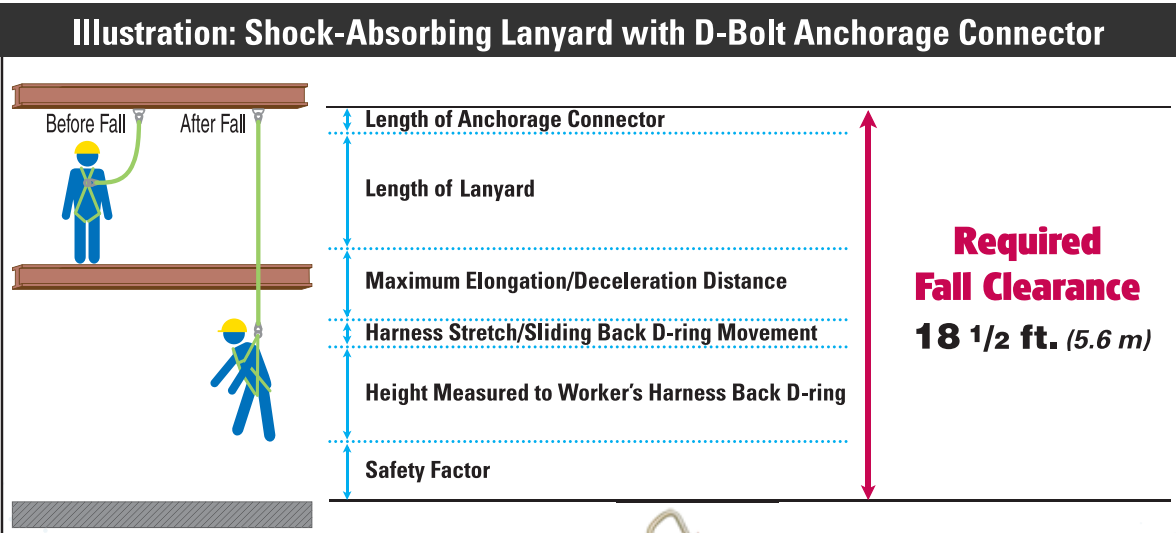 Illustration: Shock-Absorbing Lanyard with D-Bolt Anchorage Connector
Before Fall
After Fall
Length of Anchorage Connector
Length of Lanyard
Maximum Elongation/Deceleration Distance
Harness Stretch/Sliding Back D-ring Movement
Height Measured to Worker's Harness Back D-ring
Safety Factor
Required
Fall Clearance
18 1/2 ft. (5.6 m)